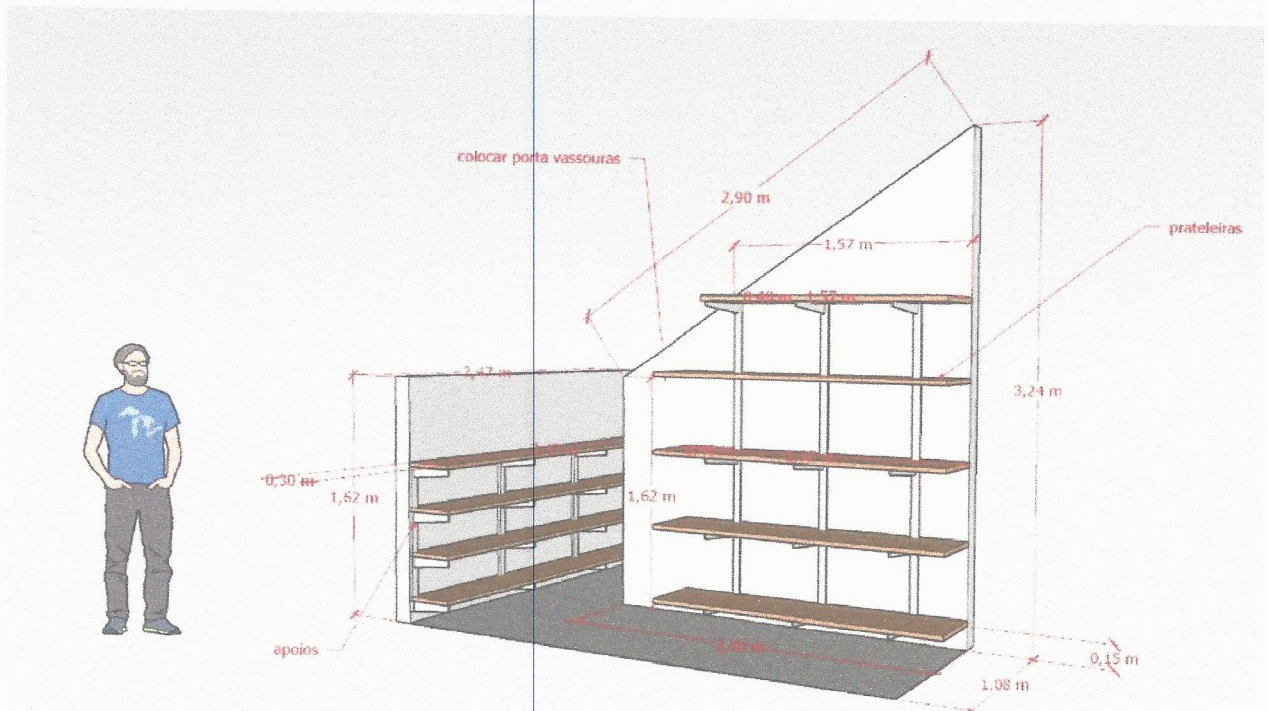 colocar porta vassouras
2,90 m
prateleiras
1,57 m
3,24 m
2,47 m
0,30 m
1,62 m
1,62 m
apoios
0,15 m
1,08 m